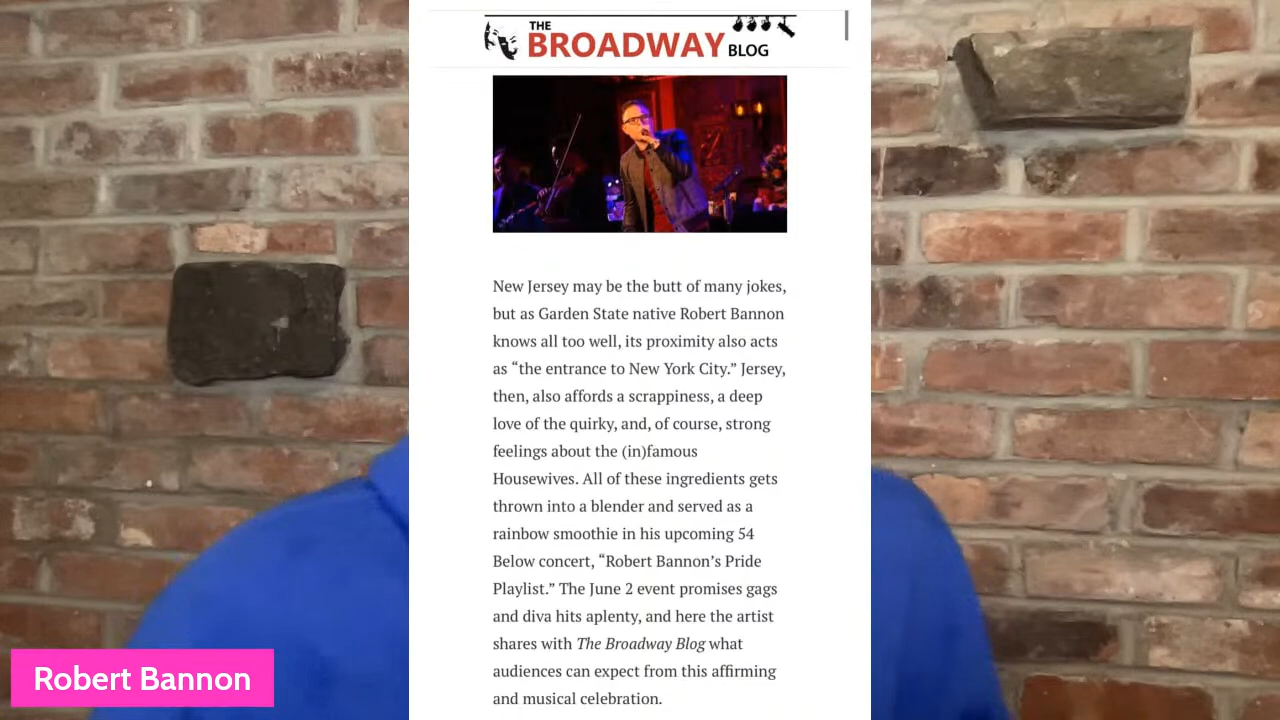 THE
BROADWAY BLOG
New Jersey may be the butt of many jokes,
but as Garden State native Robert Bannon
knows all too well, its proximity also acts
as “the entrance to New York City.” Jersey,
then, also affords a scrappiness, a deep
love of the quirky, and, of course, strong
feelings about the (in)famous
Housewives. All of these ingredients gets
thrown into a blender and served as a
rainbow smoothie in his upcoming 54
Below concert, “Robert Bannon’s Pride
Playlist.” The June 2 event promises gags
and diva hits aplenty, and here the artist
shares with The Broadway Blog what
audiences can expect from this affirming
and musical celebration.
Robert Bannon